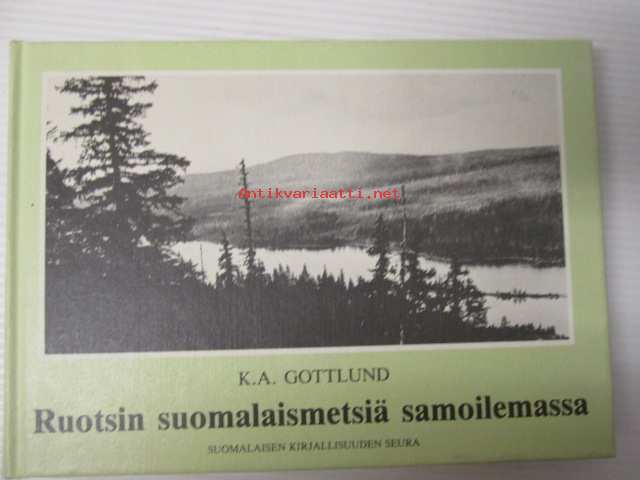 Antikvariaatti.net
K.A. GOTTLUND
Ruotsin suomalaismetsiä samoilemassa
SUOMALAISEN KIRJALLISUUDEN SEURA